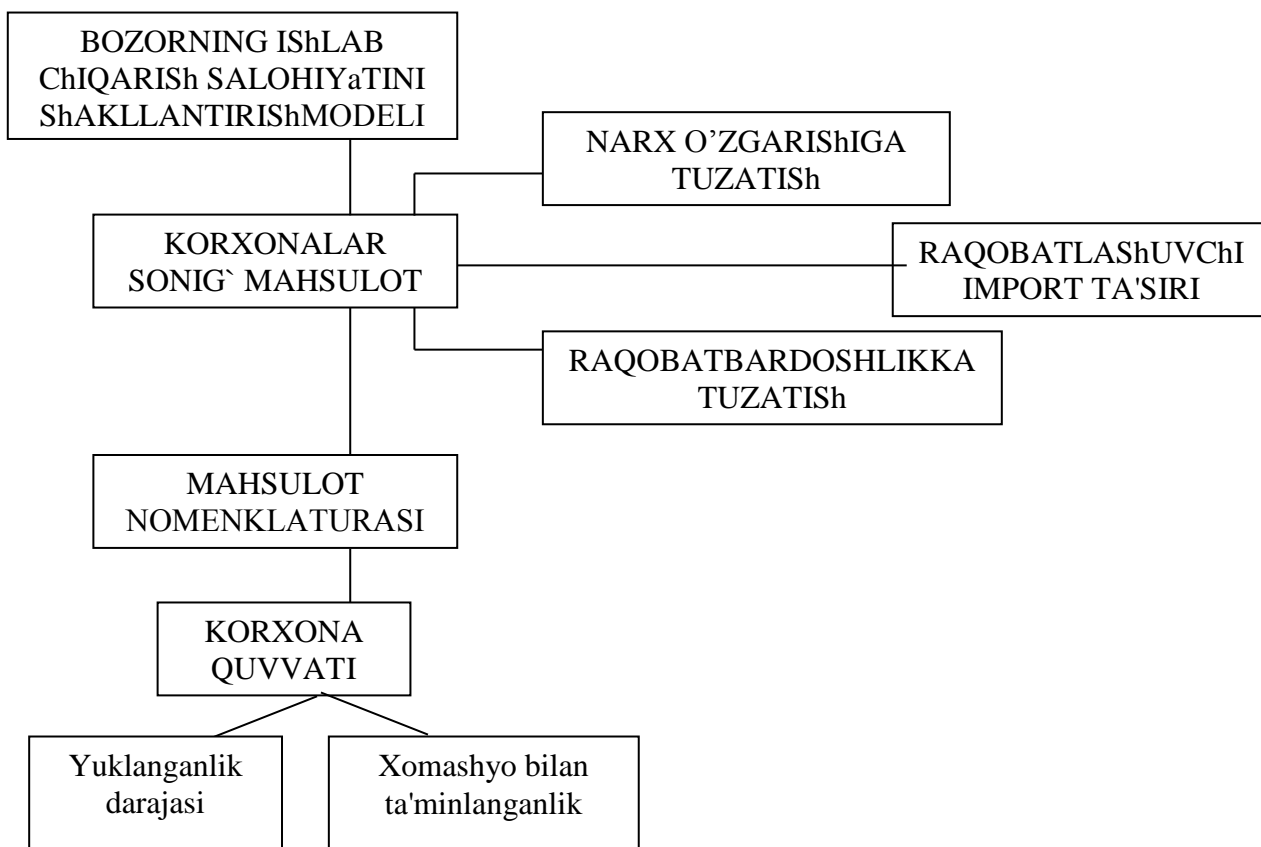 BOZORNING IShLAB
ChIQARISh SALOHIYaTINI
ShAKLLANTIRIShMODELI
NARX O’ZGARIShIGA
TUZATISh
KORXONALAR
SONIG` MAHSULOT
RAQOBATLAShUVChI
IMPORT TA'SIRI
RAQOBATBARDOSHLIKKA
TUZATISh
MAHSULOT
NOMENKLATURASI
KORXONA
QUVVATI
Yuklanganlik
darajasi
Xomashyo bilan
ta'minlanganlik